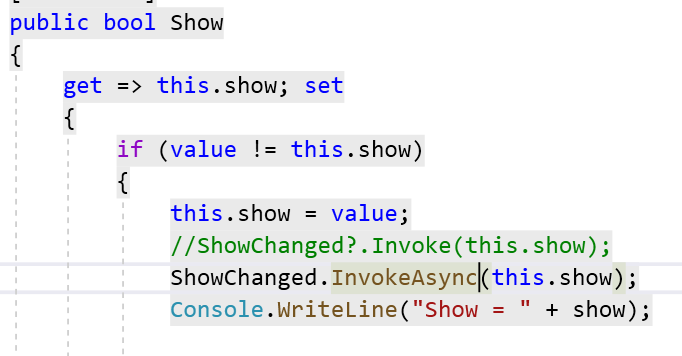 public bool Show
{
get => this.show; set
{
if (value != this.show)
{
this.show = value;
//ShowChanged?.Invoke(this.show);
ShowChanged.InvokeAsync(this.show);
Console.WriteLine("Show = " + show);